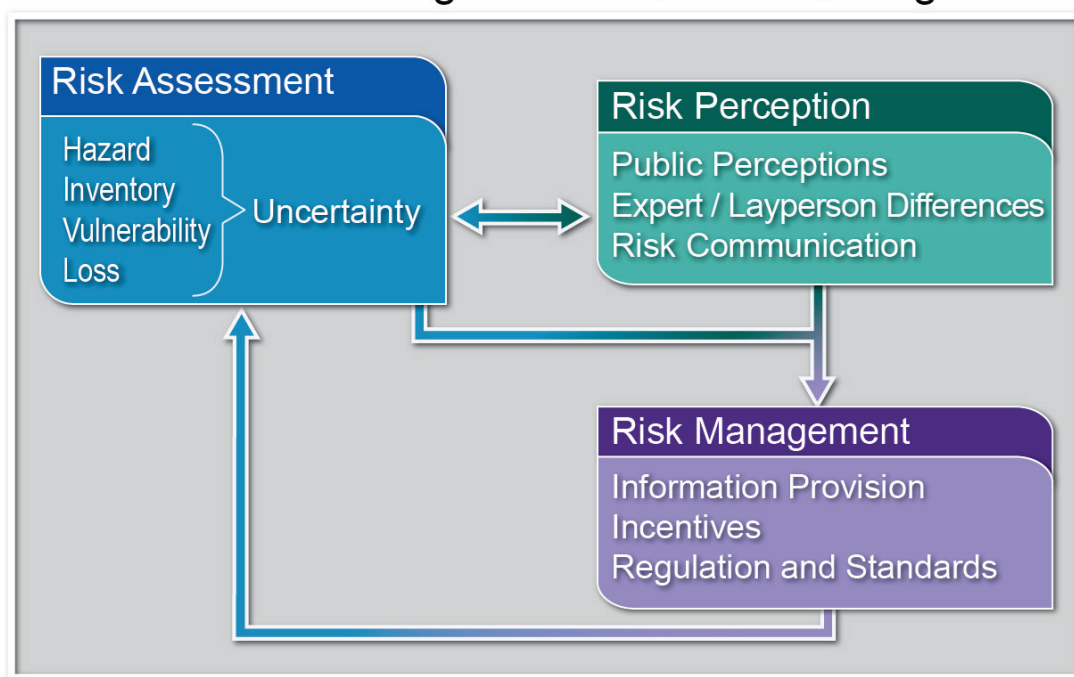 Risk Assessment
Hazard
Inventory
Vulnerability
Loss
Uncertainty
Risk Perception
Public Perceptions
Expert / Layperson Differences
Risk Communication
Risk Management
Information Provision
Incentives
Regulation and Standards